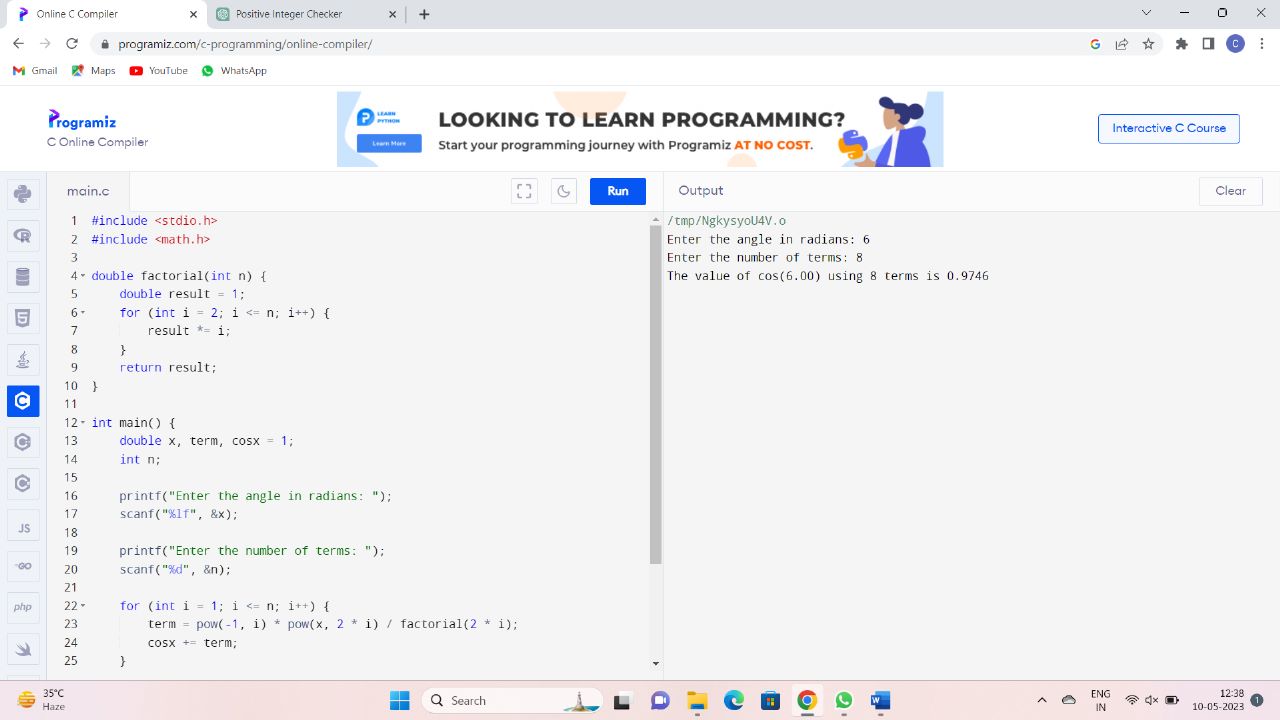 Online C Compiler
Positive Integer Checker
programiz.com/c-programming/online-compiler/
C
Gmail
Maps
YouTube
WhatsApp
Programiz
C Online Compiler
LEARN
PYTHON
Learn More
LOOKING TO LEARN PROGRAMMING?
Start your programming journey with Programiz AT NO COST.
Interactive C Course
main.c
Run
Output
Clear
1 #include <stdio.h>
2 #include <math.h>
3
4 double factorial(int n) {
5     double result = 1;
6     for (int i = 2; i <= n; i++) {
7         result *= i;
8     }
9     return result;
10 }
11
12 int main() {
13     double x, term, cosx = 1;
14     int n;
15
16     printf("Enter the angle in radians: ");
17     scanf("%lf", &x);
18
19     printf("Enter the number of terms: ");
20     scanf("%d", &n);
21
22     for (int i = 1; i <= n; i++) {
23         term = pow(-1, i) * pow(x, 2 * i) / factorial(2 * i);
24         cosx += term;
25     }
/tmp/NgkysyoU4V.o
Enter the angle in radians: 6
Enter the number of terms: 8
The value of cos(6.00) using 8 terms is 0.9746
JS
GO
php
35°C
Haze
Search
ENG
IN
12:38
10-05-2023
1